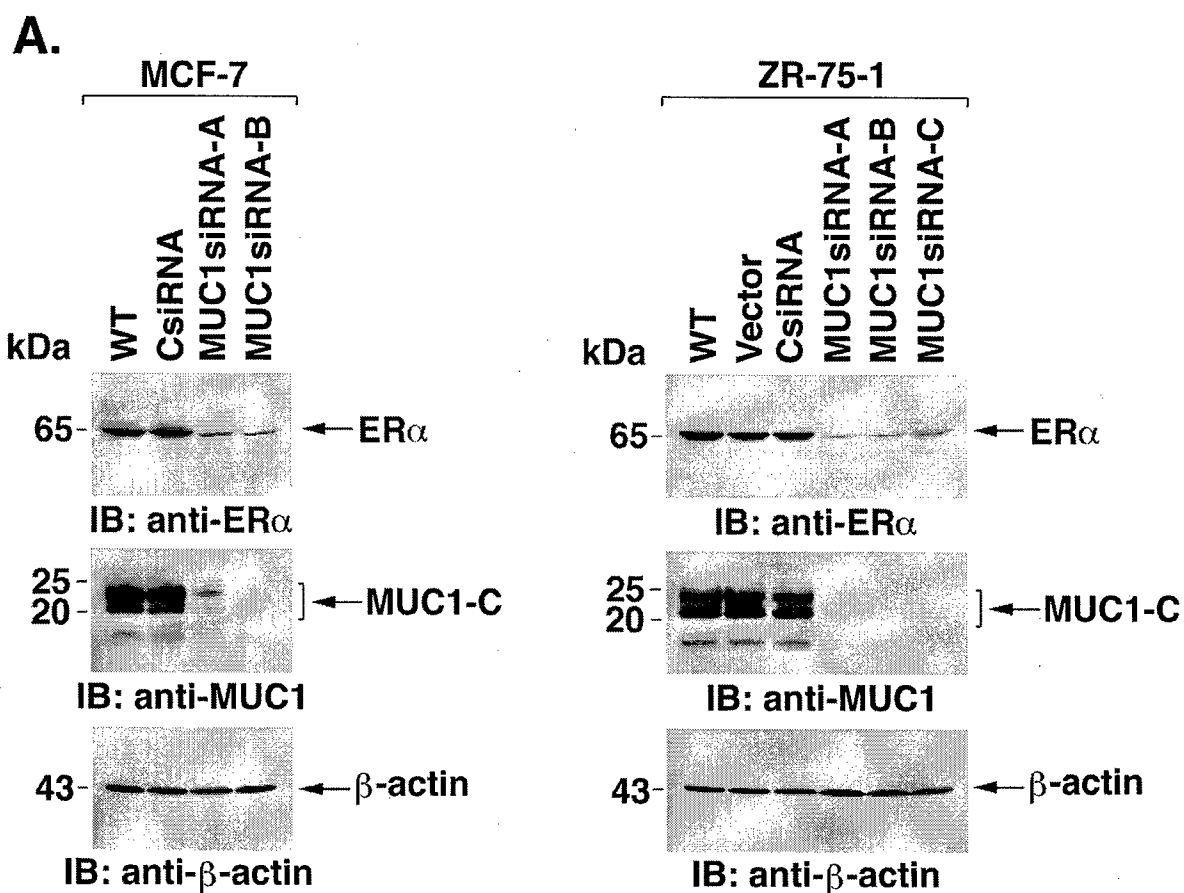 A.
MCF-7
WT
CsiRNA
MUC1siRNA-A
MUC1siRNA-B
kDa
65-
ERα
IB: anti-ERα
25-
20-
MUC1-C
IB: anti-MUC1
43-
β-actin
IB: anti-β-actin
ZR-75-1
WT
Vector
CsiRNA
MUC1siRNA-A
MUC1siRNA-B
MUC1siRNA-C
kDa
65-
ERα
IB: anti-ERα
25-
20-
MUC1-C
IB: anti-MUC1
43-
β-actin
IB: anti-β-actin